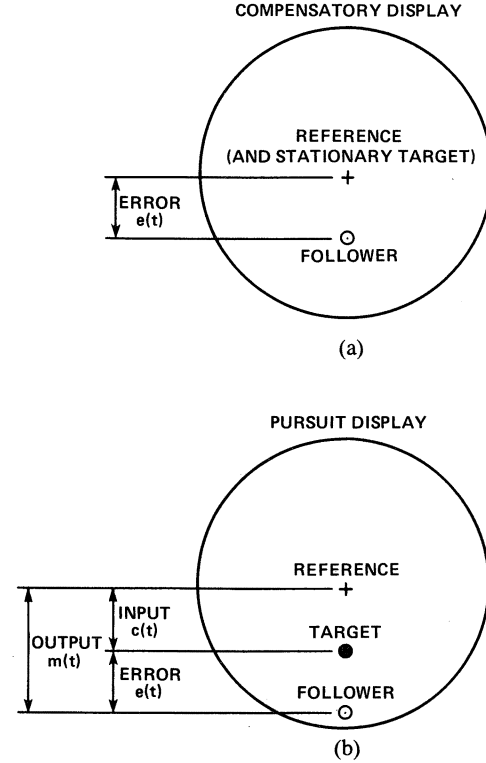 COMPENSATORY DISPLAY
REFERENCE
(AND STATIONARY TARGET)
+
ERROR
e(t)
FOLLOWER
(a)
PURSUIT DISPLAY
REFERENCE
+
INPUT
c(t)
TARGET
OUTPUT
m(t)
ERROR
e(t)
FOLLOWER
(b)